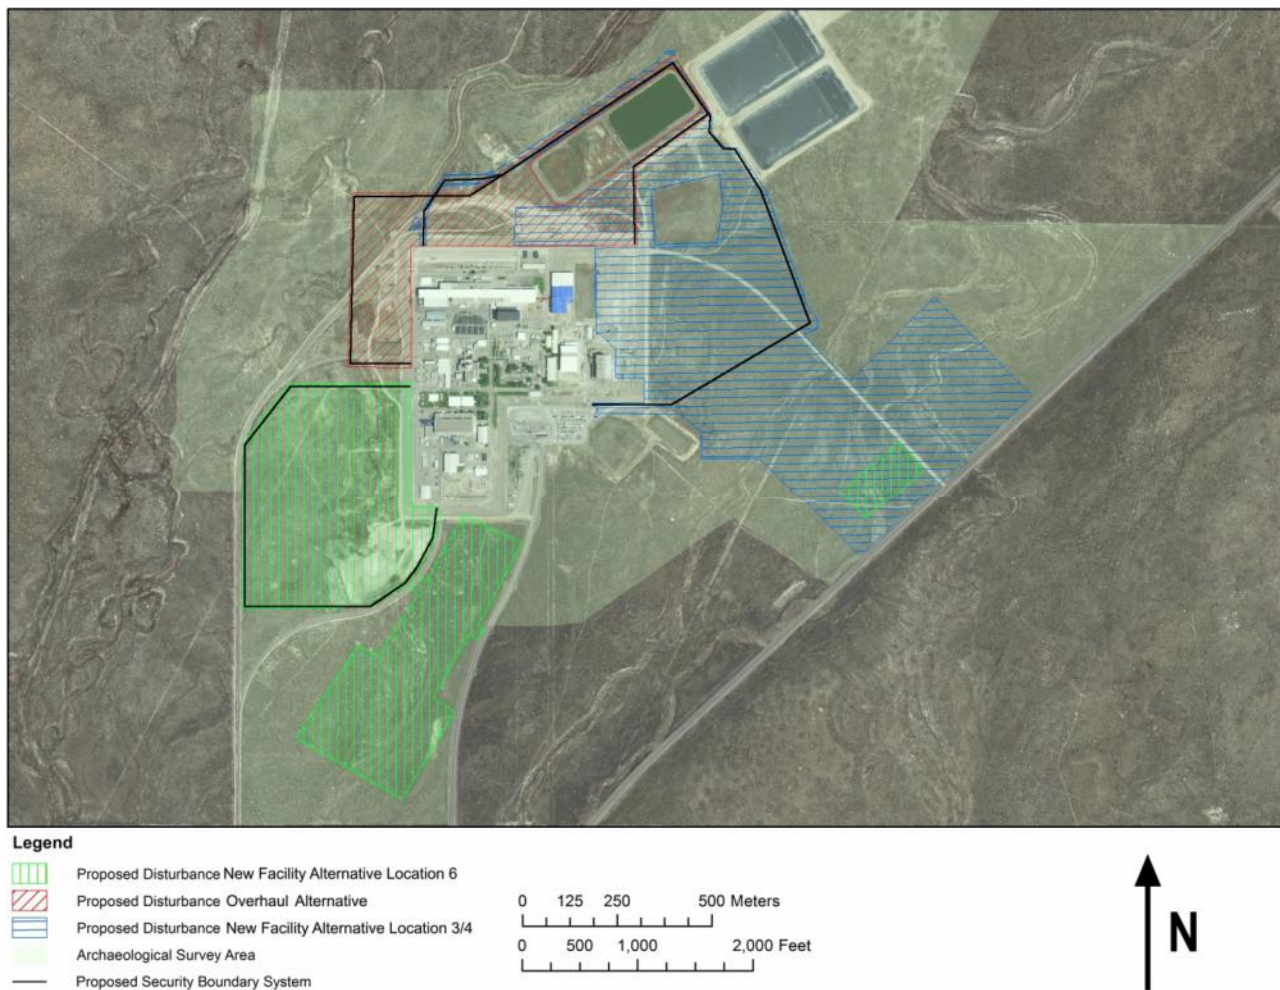 Legend
Proposed Disturbance New Facility Alternative Location 6
Proposed Disturbance Overhaul Alternative
Proposed Disturbance New Facility Alternative Location 3/4
Archaeological Survey Area
Proposed Security Boundary System
0 125 250 500 Meters
0 500 1,000 2,000 Feet
N